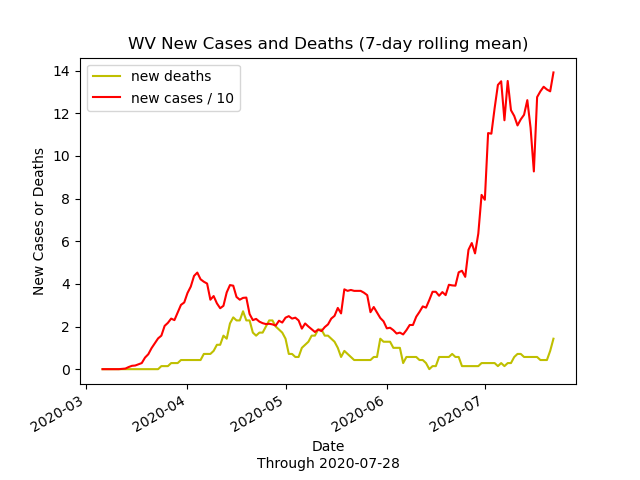 WV New Cases and Deaths (7-day rolling mean)
new deaths
new cases / 10
14
12
10
8
6
4
2
0
New Cases or Deaths
2020-03
2020-04
2020-05
2020-06
2020-07
Date
Through 2020-07-28